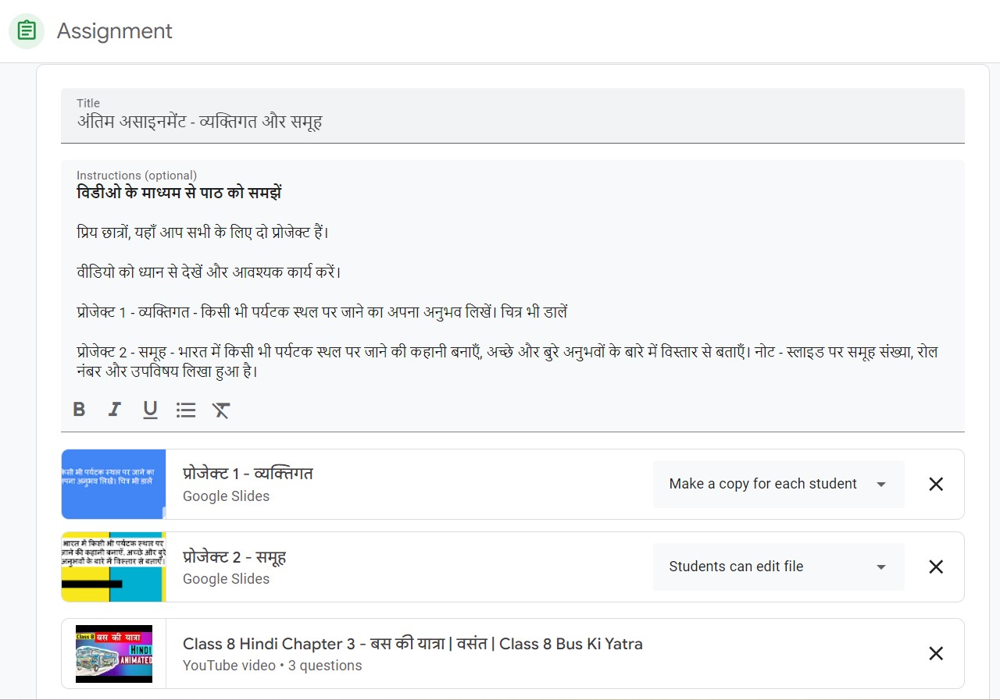 Assignment
Title
अंतिम असाइनमेंट - व्यक्तिगत और समूह
Instructions (optional)
विडीओ के माध्यम से पाठ को समझें
प्रिय छात्रों, यहाँ आप सभी के लिए दो प्रोजेक्ट हैं।
वीडियो को ध्यान से देखें और आवश्यक कार्य करें।
प्रोजेक्ट 1 - व्यक्तिगत - किसी भी पर्यटक स्थल पर जाने का अपना अनुभव लिखें। चित्र भी डालें
प्रोजेक्ट 2 - समूह - भारत में किसी भी पर्यटक स्थल पर जाने की कहानी बनाएँ, अच्छे और बुरे अनुभवों के बारे में विस्तार से बताएँ। नोट - स्लाइड पर समूह संख्या, रोल
नंबर और उपविषय लिखा हुआ है।
B I U
केसी भी पर्यटक स्थल पर जाने का
पना अनुभव लिखें। चित्र भी डालें
प्रोजेक्ट 1 - व्यक्तिगत
Google Slides
Make a copy for each student
भारत में किसी भी पर्यटक स्थल पर
जाने की कहानी बनाएँ, अच्छे और बुरे
अनुभवों के बारे में विस्तार से बताएँ।
प्रोजेक्ट 2 - समूह
Google Slides
Students can edit file
Class 8 बस की यात्रा
HINDI
ANIMATED
Class 8 Hindi Chapter 3 - बस की यात्रा | वसंत | Class 8 Bus Ki Yatra
YouTube video • 3 questions